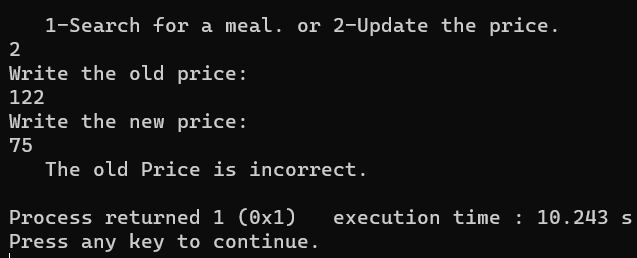 1-Search for a meal. or 2-Update the price.
2
Write the old price:
122
Write the new price:
75
The old Price is incorrect.
Process returned 1 (0x1)   execution time : 10.243 s
Press any key to continue.